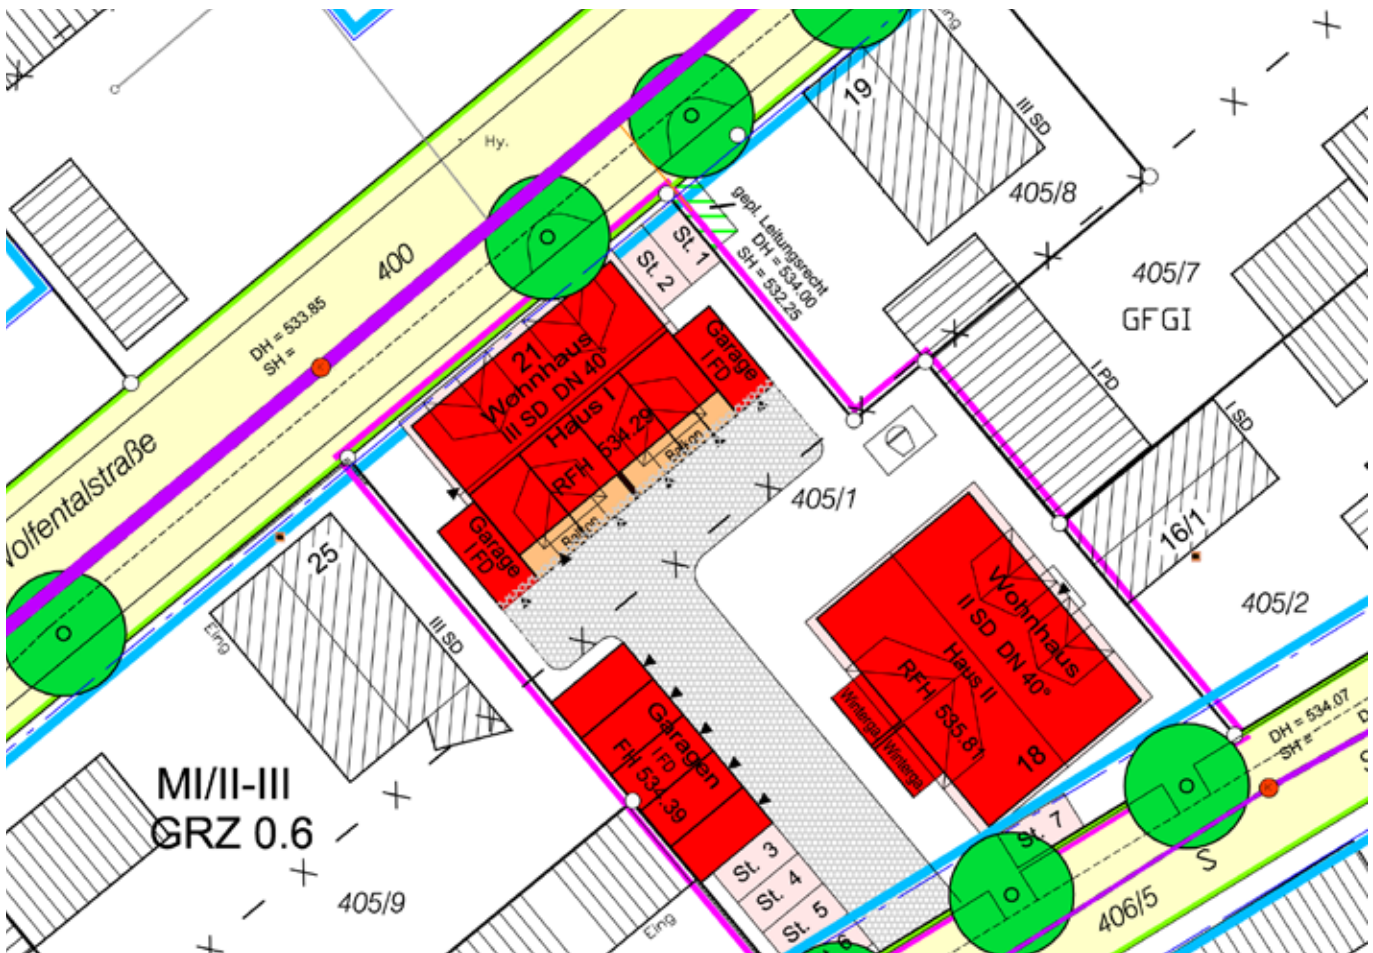 Eing
19
III SD
405/8
Hy.
gepl. Leitungsrecht
DH = 534.00
SH = 532.25
St. 1
St. 2
400
405/7
GFGI
DH = 533.85
SH =
21
Wohnhaus
III SD DN 40°
Haus I
RFH 534.29
Garage
I FD
Balkon
Balkon
Garage
I FD
I PD
I SD
16/1
405/1
405/2
Wolfentalstraße
25
Eing
III SD
Wohnhaus
II SD DN 40°
Haus II
RFH 535.81
18
Winterga.
Winterga.
Garagen
I FD
FH 534.39
DH = 534.07
SH =
MI/II-III
GRZ 0.6
405/9
Eing
St. 3
St. 4
St. 5
6
St. 7
406/5
S